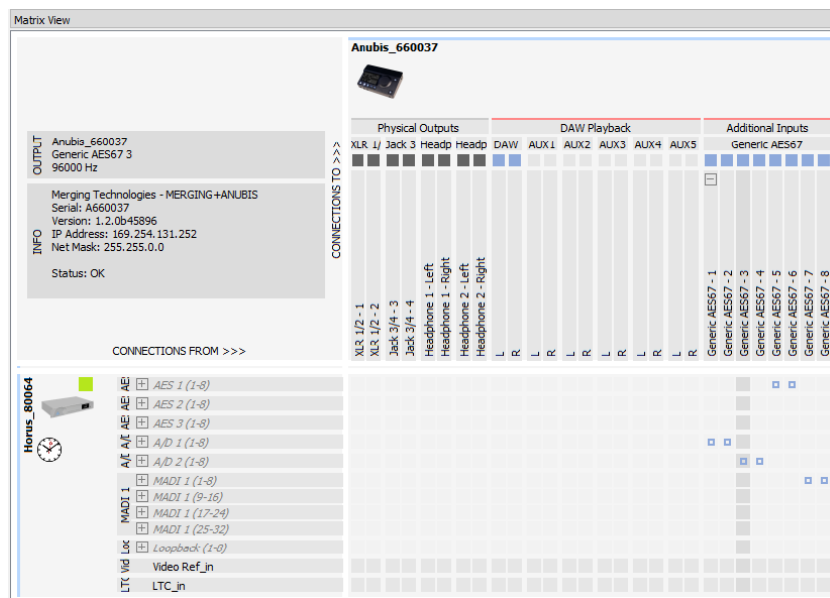 Matrix View
Anubis_660037
Physical Outputs DAW Playback Additional Inputs
XLR 1/ Jack 3 Headp Headp DAW AUX1 AUX2 AUX3 AUX4 AUX5 Generic AES67
OUTPUT
Anubis_660037
Generic AES67 3
96000 Hz
INFO
Merging Technologies - MERGING+ANUBIS
Serial: A660037
Version: 1.2.0b45896
IP Address: 169.254.131.252
Net Mask: 255.255.0.0
Status: OK
CONNECTIONS TO >>>
CONNECTIONS FROM >>>
XLR 1/2 - 1
XLR 1/2 - 2
Jack 3/4 - 3
Jack 3/4 - 4
Headphone 1 - Left
Headphone 1 - Right
Headphone 2 - Left
Headphone 2 - Right
L
R
L
R
L
R
L
R
L
R
L
R
Generic AES67 - 1
Generic AES67 - 2
Generic AES67 - 3
Generic AES67 - 4
Generic AES67 - 5
Generic AES67 - 6
Generic AES67 - 7
Generic AES67 - 8
Horus_80064
AES AES 1 (1-8)
AES AES 2 (1-8)
AES AES 3 (1-8)
A/D A/D 1 (1-8)
A/D A/D 2 (1-8)
MADI 1
MADI 1 (1-8)
MADI 1 (9-16)
MADI 1 (17-24)
MADI 1 (25-32)
Loc Loopback (1-0)
Vid Video Ref_in
LTC LTC_in